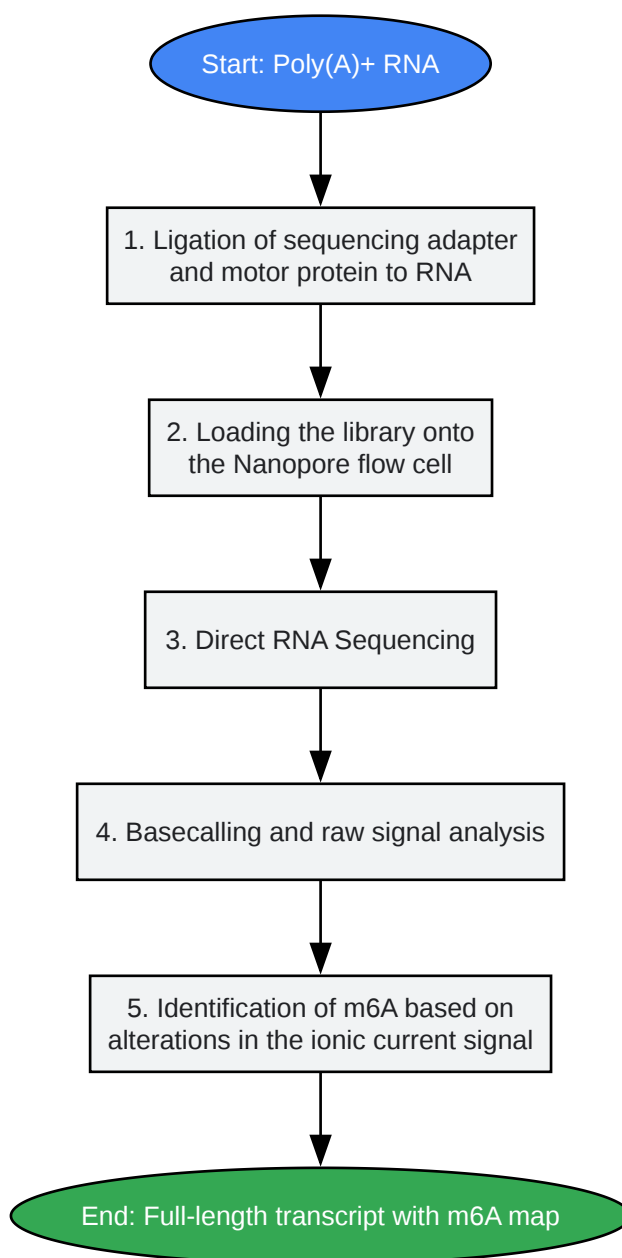 Start: Poly(A)+ RNA
1. Ligation of sequencing adapter
and motor protein to RNA
2. Loading the library onto
the Nanopore flow cell
3. Direct RNA Sequencing
4. Basecalling and raw signal analysis
5. Identification of m6A based on
alterations in the ionic current signal
End: Full-length transcript with m6A map